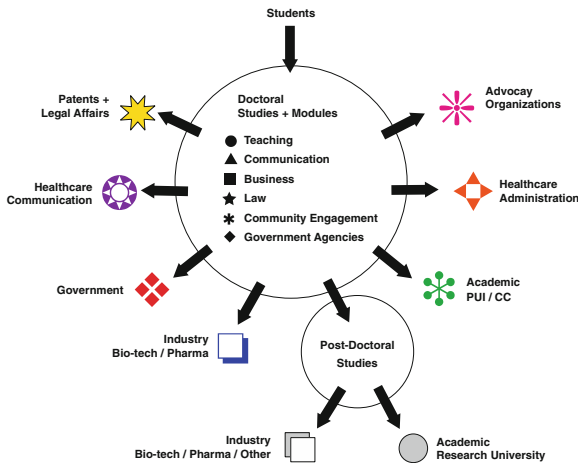 Students
Doctoral
Studies + Modules
Teaching
Communication
Business
Law
Community Engagement
Government Agencies
Patents +
Legal Affairs
Advocay
Organizations
Healthcare
Communication
Healthcare
Administration
Government
Academic
PUI / CC
Industry
Bio-tech / Pharma
Post-Doctoral
Studies
Industry
Bio-tech / Pharma / Other
Academic
Research University